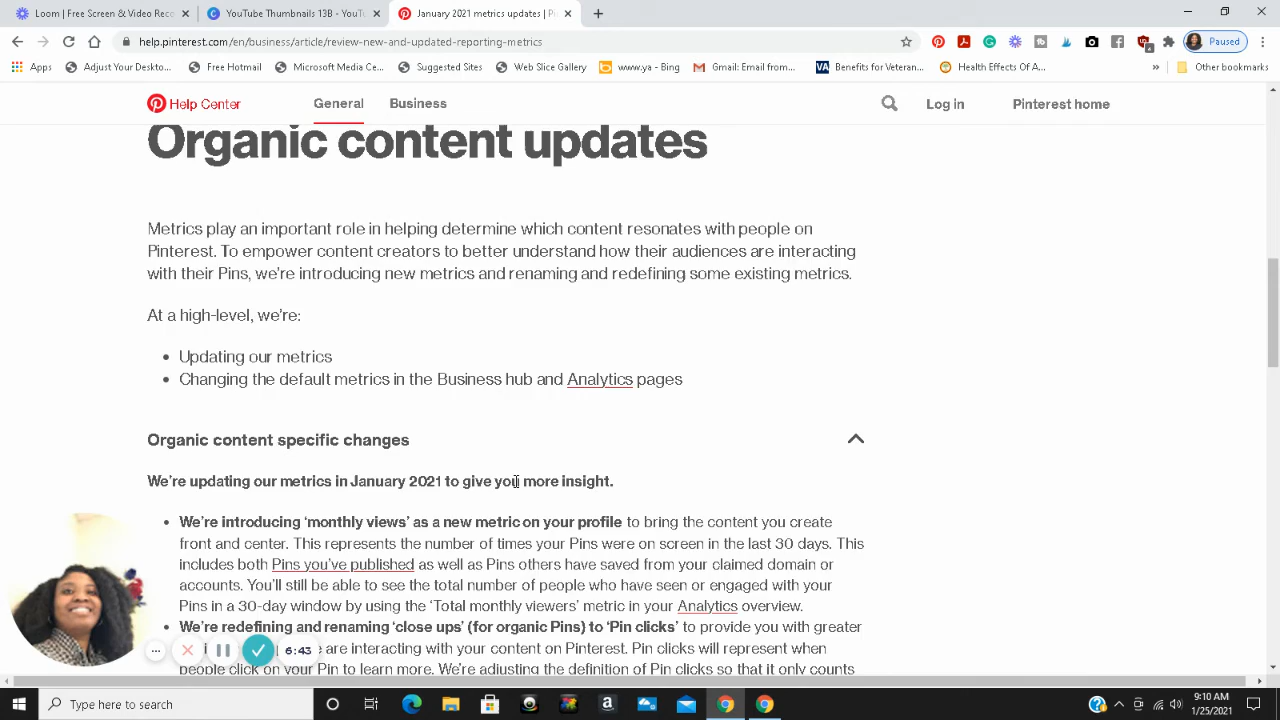 Loom | Free Screen & Video Reco
YouTube Thumbnails 13B - YouTu
January 2021 metrics updates | Pi
help.pinterest.com/en/business/article/review-new-and-updated-reporting-metrics
Paused
Apps
Adjust Your Deskto...
Free Hotmail
Microsoft Media Ce...
Suggested Sites
Web Slice Gallery
www.ya - Bing
Gmail: Email from...
Benefits for Veteran...
Health Effects Of A...
»
Other bookmarks
Help Center
General
Business
Log in
Pinterest home
Organic content updates
Metrics play an important role in helping determine which content resonates with people on
Pinterest. To empower content creators to better understand how their audiences are interacting
with their Pins, we’re introducing new metrics and renaming and redefining some existing metrics.
At a high-level, we’re:
• Updating our metrics
• Changing the default metrics in the Business hub and Analytics pages
Organic content specific changes
We’re updating our metrics in January 2021 to give you more insight.
• We’re introducing ‘monthly views’ as a new metric on your profile to bring the content you create
front and center. This represents the number of times your Pins were on screen in the last 30 days. This
includes both Pins you’ve published as well as Pins others have saved from your claimed domain or
accounts. You’ll still be able to see the total number of people who have seen or engaged with your
Pins in a 30-day window by using the ‘Total monthly viewers’ metric in your Analytics overview.
• We’re redefining and renaming ‘close ups’ (for organic Pins) to ‘Pin clicks’ to provide you with greater
are interacting with your content on Pinterest. Pin clicks will represent when
people click on your Pin to learn more. We’re adjusting the definition of Pin clicks so that it only counts
6:43
Type here to search
9:10 AM
1/25/2021